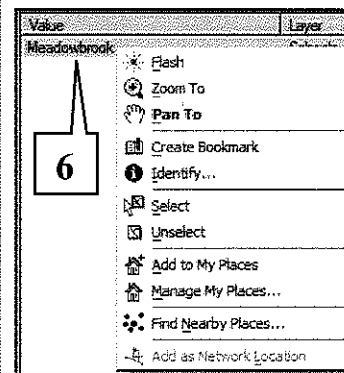 Value Layer
Meadowbrook
Flash
Zoom To
Pan To
6
Create Bookmark
Identify...
Select
Unselect
Add to My Places
Manage My Places...
Find Nearby Places...
Add as Network Location